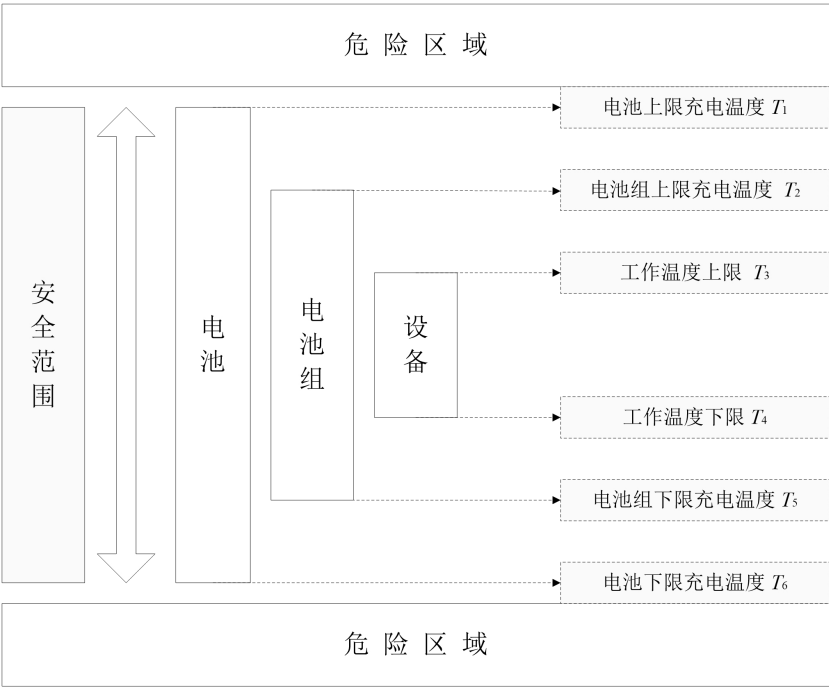 危险区域
电池上限充电温度 T1
电池组上限充电温度 T2
工作温度上限 T3
安全范围
电池
电池组
设备
工作温度下限 T4
电池组下限充电温度 T5
电池下限充电温度 T6
危险区域